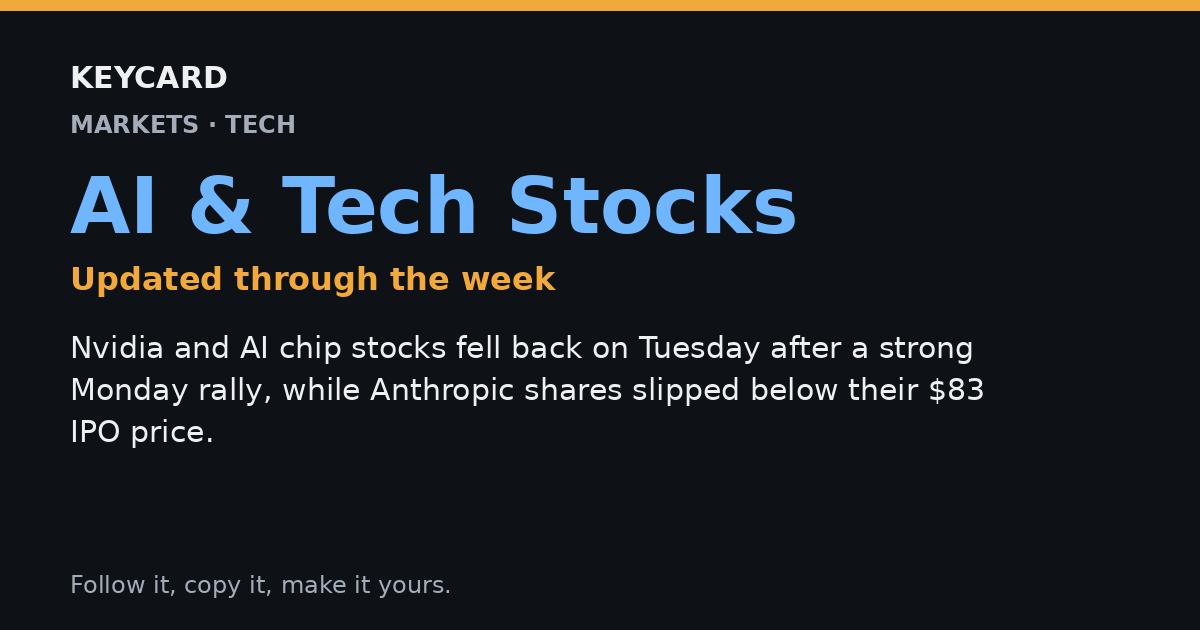 KEYCARD
MARKETS · TECH
AI & Tech Stocks
Updated through the week
Nvidia and AI chip stocks fell back on Tuesday after a strong
Monday rally, while Anthropic shares slipped below their $83
IPO price.
Follow it, copy it, make it yours.